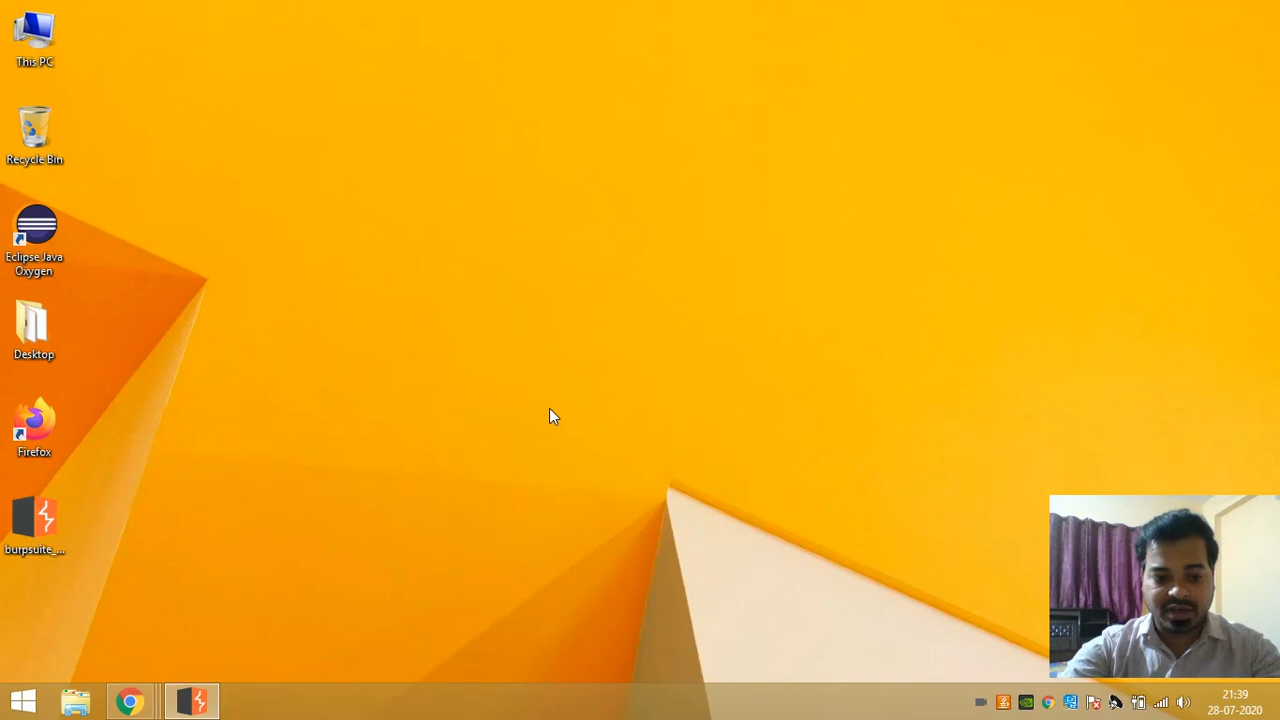 This PC
Recycle Bin
Eclipse Java
Oxygen
Desktop
Firefox
burpsuite_...
21:39
28-07-2020